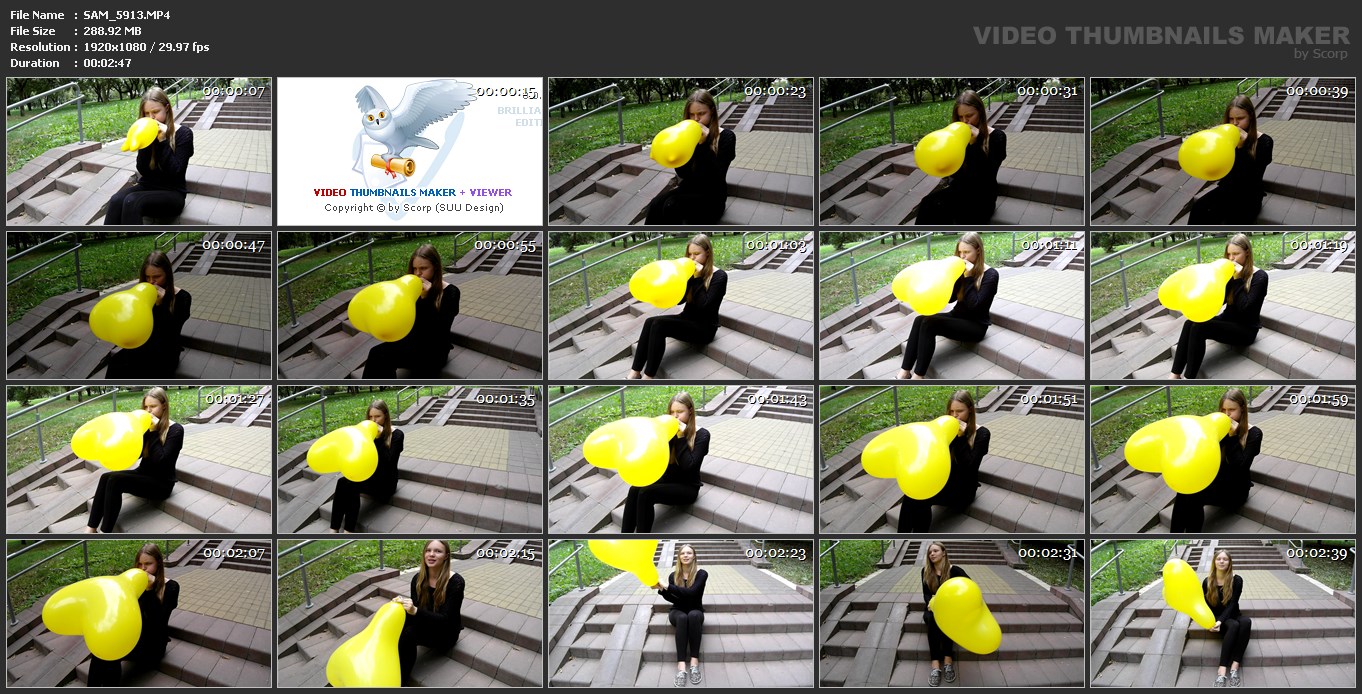 File Name : SAM_5913.MP4
File Size : 288.92 MB
Resolution : 1920x1080 / 29.97 fps
Duration : 00:02:47
VIDEO THUMBNAILS MAKER
by Scorp
00:00:07
00:00:15
BRILLIA
EDITI
VIDEO THUMBNAILS MAKER + VIEWER
Copyright © by Scorp (SUU Design)
00:00:23
00:00:31
00:00:39
00:00:47
00:00:55
00:01:03
00:01:11
00:01:19
00:01:27
00:01:35
00:01:43
00:01:51
00:01:59
00:02:07
00:02:15
00:02:23
00:02:31
00:02:39